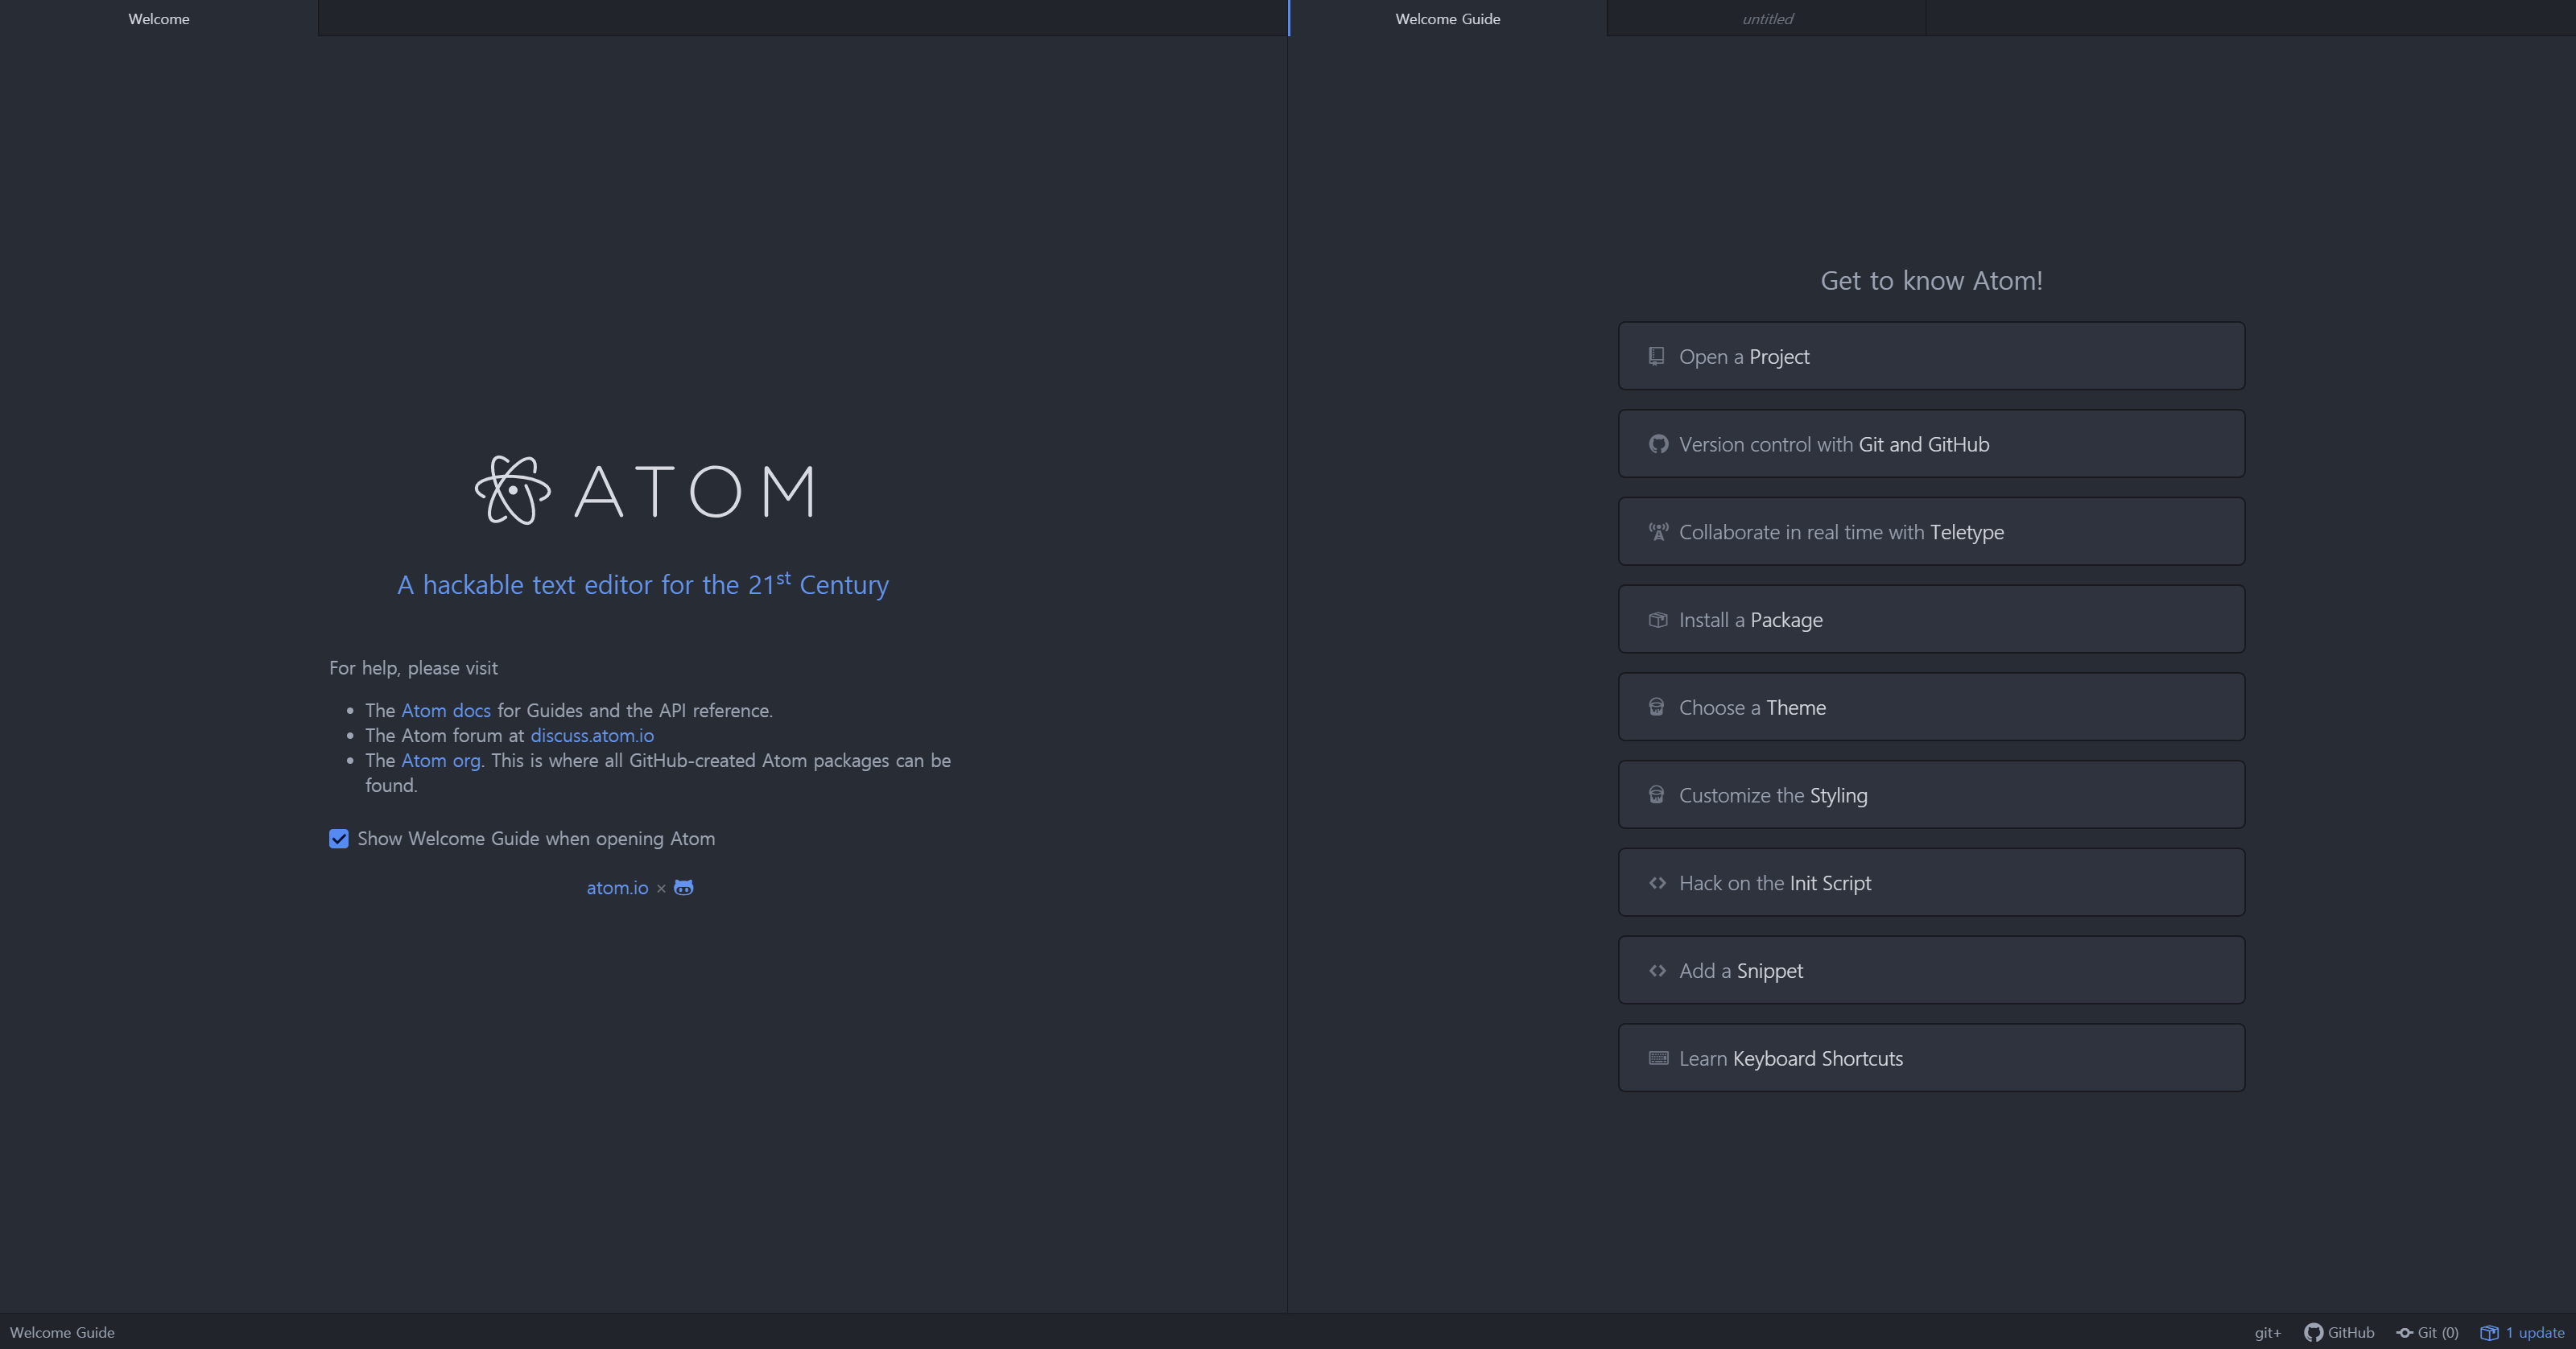 Welcome
Welcome Guide
untitled
ATOM
A hackable text editor for the 21st Century
For help, please visit
The Atom docs for Guides and the API reference.
The Atom forum at discuss.atom.io
The Atom org. This is where all GitHub-created Atom packages can be
found.
Show Welcome Guide when opening Atom
atom.io ×
Get to know Atom!
Open a Project
Version control with Git and GitHub
Collaborate in real time with Teletype
Install a Package
Choose a Theme
Customize the Styling
Hack on the Init Script
Add a Snippet
Learn Keyboard Shortcuts
Welcome Guide
git+
GitHub
Git (0)
1 update